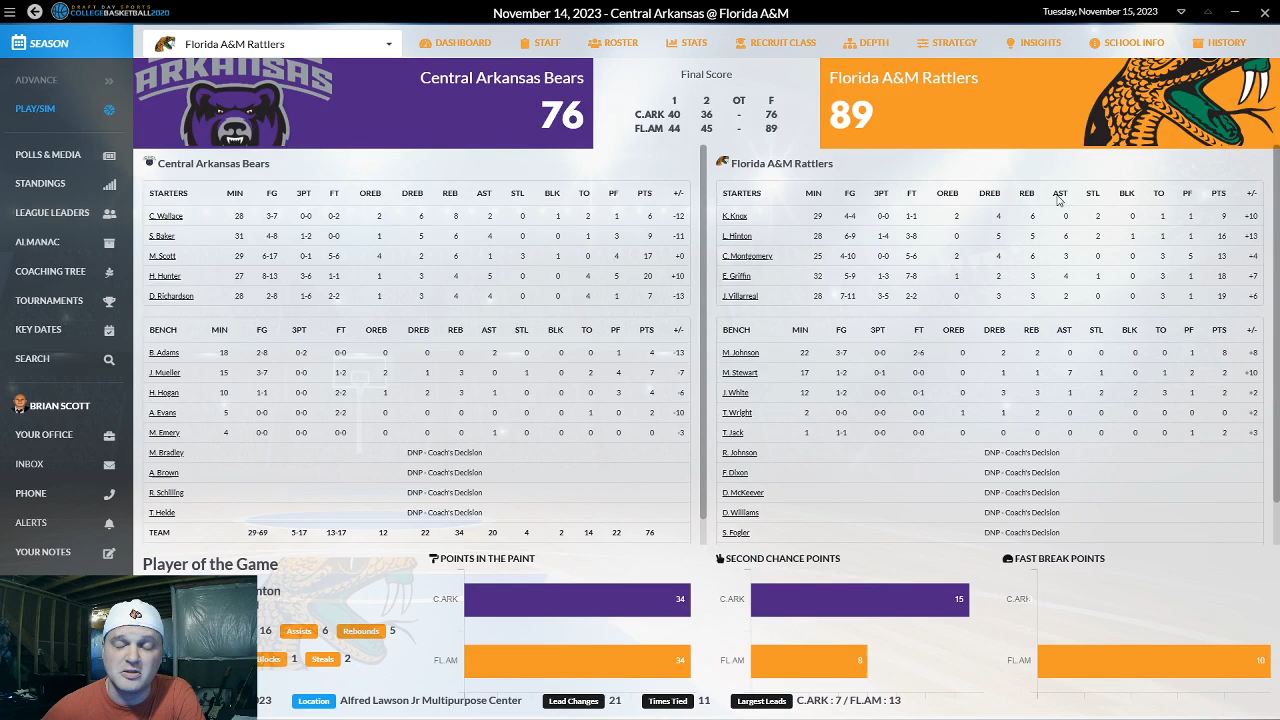 DRAFT DAY SPORTS
COLLEGE BASKETBALL 2020
November 14, 2023 - Central Arkansas @ Florida A&M
Tuesday, November 15, 2023
SEASON
Florida A&M Rattlers
DASHBOARD STAFF ROSTER STATS RECRUIT CLASS DEPTH STRATEGY INSIGHTS SCHOOL INFO HISTORY
ADVANCE
PLAY/SIM
POLLS & MEDIA
STANDINGS
LEAGUE LEADERS
ALMANAC
COACHING TREE
TOURNAMENTS
KEY DATES
SEARCH
BRIAN SCOTT
YOUR OFFICE
INBOX
PHONE
ALERTS
YOUR NOTES
ARKANSAS
Central Arkansas Bears
76
Final Score
1 2 OT F
C.ARK 40 36 - 76
FL.AM 44 45 - 89
Florida A&M Rattlers
89
Central Arkansas Bears
STARTERS MIN FG 3PT FT OREB DREB REB AST STL BLK TO PF PTS +/-
C. Wallace 28 3-7 0-0 0-2 2 6 8 2 0 1 2 1 6 -12
S. Baker 31 4-8 1-2 0-0 1 5 6 4 0 0 1 3 9 -11
M. Scott 29 6-17 0-1 5-6 4 2 6 1 3 1 0 4 17 +0
H. Hunter 27 8-13 3-6 1-1 1 3 4 5 0 0 4 5 20 +10
D. Richardson 28 2-8 1-6 2-2 1 3 4 4 0 0 4 1 7 -13
BENCH MIN FG 3PT FT OREB DREB REB AST STL BLK TO PF PTS +/-
B. Adams 18 2-8 0-2 0-0 0 0 0 2 0 0 0 1 4 -13
J. Mueller 15 3-7 0-0 1-2 2 1 3 0 1 0 2 4 7 -7
H. Hogan 10 1-1 0-0 2-2 1 2 3 1 0 0 0 3 4 -6
A. Evans 5 0-0 0-0 2-2 0 0 0 0 0 0 1 0 2 -10
M. Emery 4 0-0 0-0 0-0 0 0 0 1 0 0 0 0 0 -3
M. Bradley DNP - Coach's Decision
A. Brown DNP - Coach's Decision
R. Schilling DNP - Coach's Decision
T. Heide DNP - Coach's Decision
TEAM 29-69 5-17 13-17 12 22 34 20 4 2 14 22 76
Florida A&M Rattlers
STARTERS MIN FG 3PT FT OREB DREB REB AST STL BLK TO PF PTS +/-
K. Knox 29 4-4 0-0 1-1 2 4 6 0 2 0 1 1 9 +10
L. Hinton 28 6-9 1-4 3-8 0 5 5 6 2 1 1 1 16 +13
C. Montgomery 25 4-10 0-0 5-6 2 4 6 3 0 0 1 3 13 +4
E. Griffin 32 5-9 1-3 7-8 1 2 3 4 1 0 3 1 18 +7
J. Villarreal 28 7-11 3-5 2-2 0 3 3 2 0 0 1 1 19 +6
BENCH MIN FG 3PT FT OREB DREB REB AST STL BLK TO PF PTS +/-
M. Johnson 22 3-7 0-0 2-6 0 2 2 0 0 0 0 1 8 +8
M. Stewart 17 1-2 0-1 0-0 0 1 1 7 1 0 1 2 2 +10
J. White 12 1-2 0-0 0-1 0 3 3 1 2 2 3 1 2 +2
T. Wright 2 0-0 0-0 0-0 1 1 2 0 0 0 0 0 0 +2
T. Jack 1 1-1 0-0 0-0 0 0 0 0 0 0 0 1 2 +3
R. Johnson DNP - Coach's Decision
F. Dixon DNP - Coach's Decision
D. McKeever DNP - Coach's Decision
D. Williams DNP - Coach's Decision
S. Fogler DNP - Coach's Decision
Player of the Game
nton
16 Assists 6 Rebounds 5
Blocks 1 Steals 2
POINTS IN THE PAINT
C.ARK 34
FL.AM 34
SECOND CHANCE POINTS
C.ARK 15
FL.AM 8
FAST BREAK POINTS
C.ARK
FL.AM 10
2023 Location Alfred Lawson Jr Multipurpose Center Lead Changes 21 Times Tied 11 Largest Leads C.ARK : 7 / FL.AM : 13